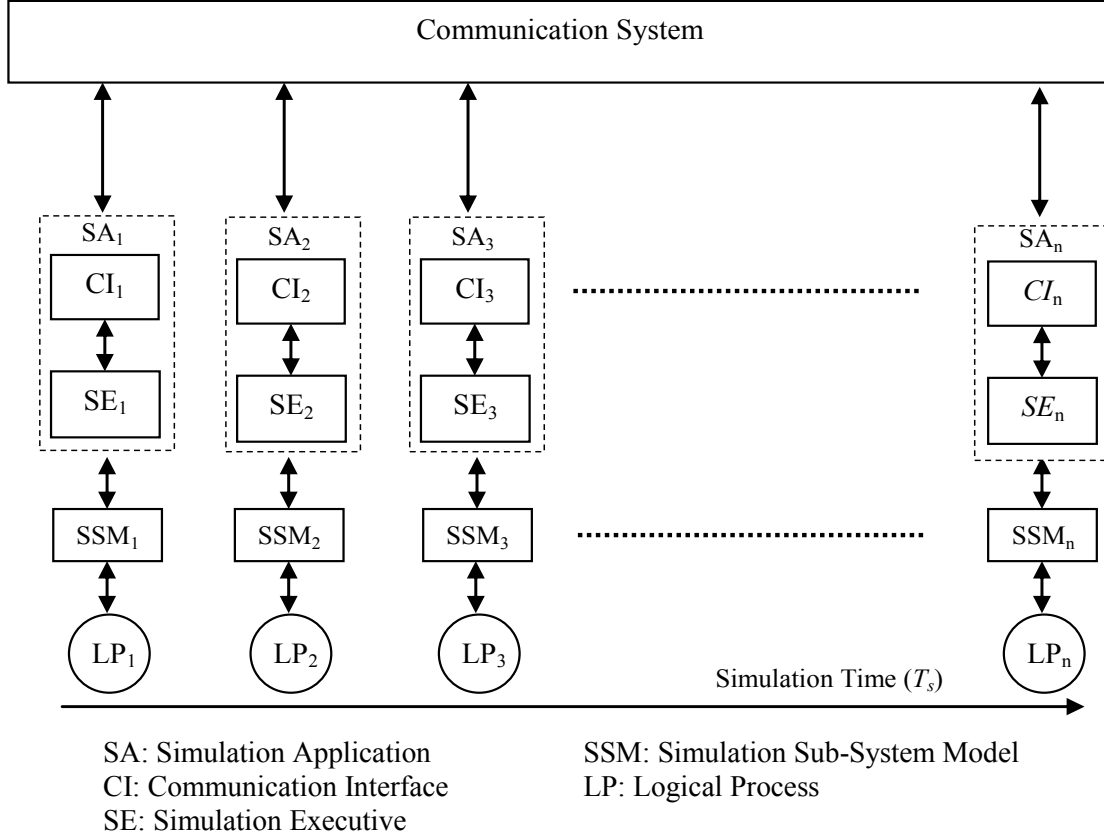 Communication System
SA₁ SA₂ SA₃ SAₙ
CI₁ CI₂ CI₃ CIₙ
SE₁ SE₂ SE₃ SEₙ
SSM₁ SSM₂ SSM₃ SSMₙ
LP₁ LP₂ LP₃ LPₙ
Simulation Time (Tₛ)
SA: Simulation Application
CI: Communication Interface
SE: Simulation Executive
SSM: Simulation Sub-System Model
LP: Logical Process